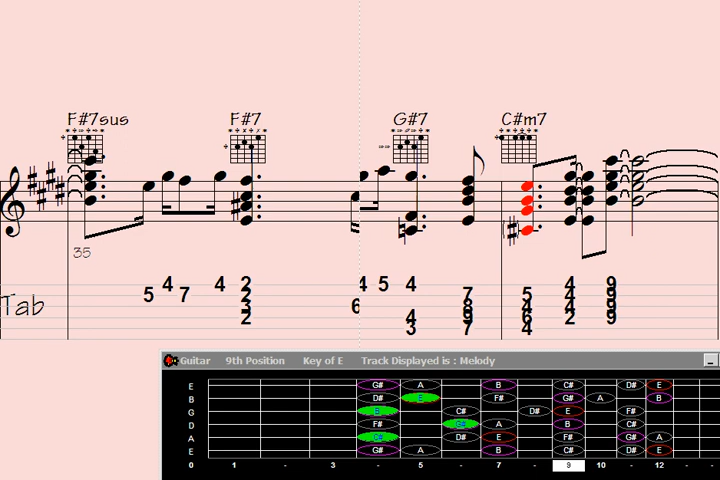 F#7sus F#7 G#7 C#m7
35
4 2 4 5 4 4 9
5 7 2 7 5 4 9
3 6 8 4 4 9
2 4 9 6 2 9
3 7 4
Tab
Guitar 9th Position Key of E Track Displayed is : Melody
E G# A B C# D# E
B D# B F# G# A B
G B C# D# E F#
D F# G# A B C#
A C# D# E F# G# A
E G# A B C# D# E
0 1 - 3 - 5 - 7 - 9 10 - 12 - -